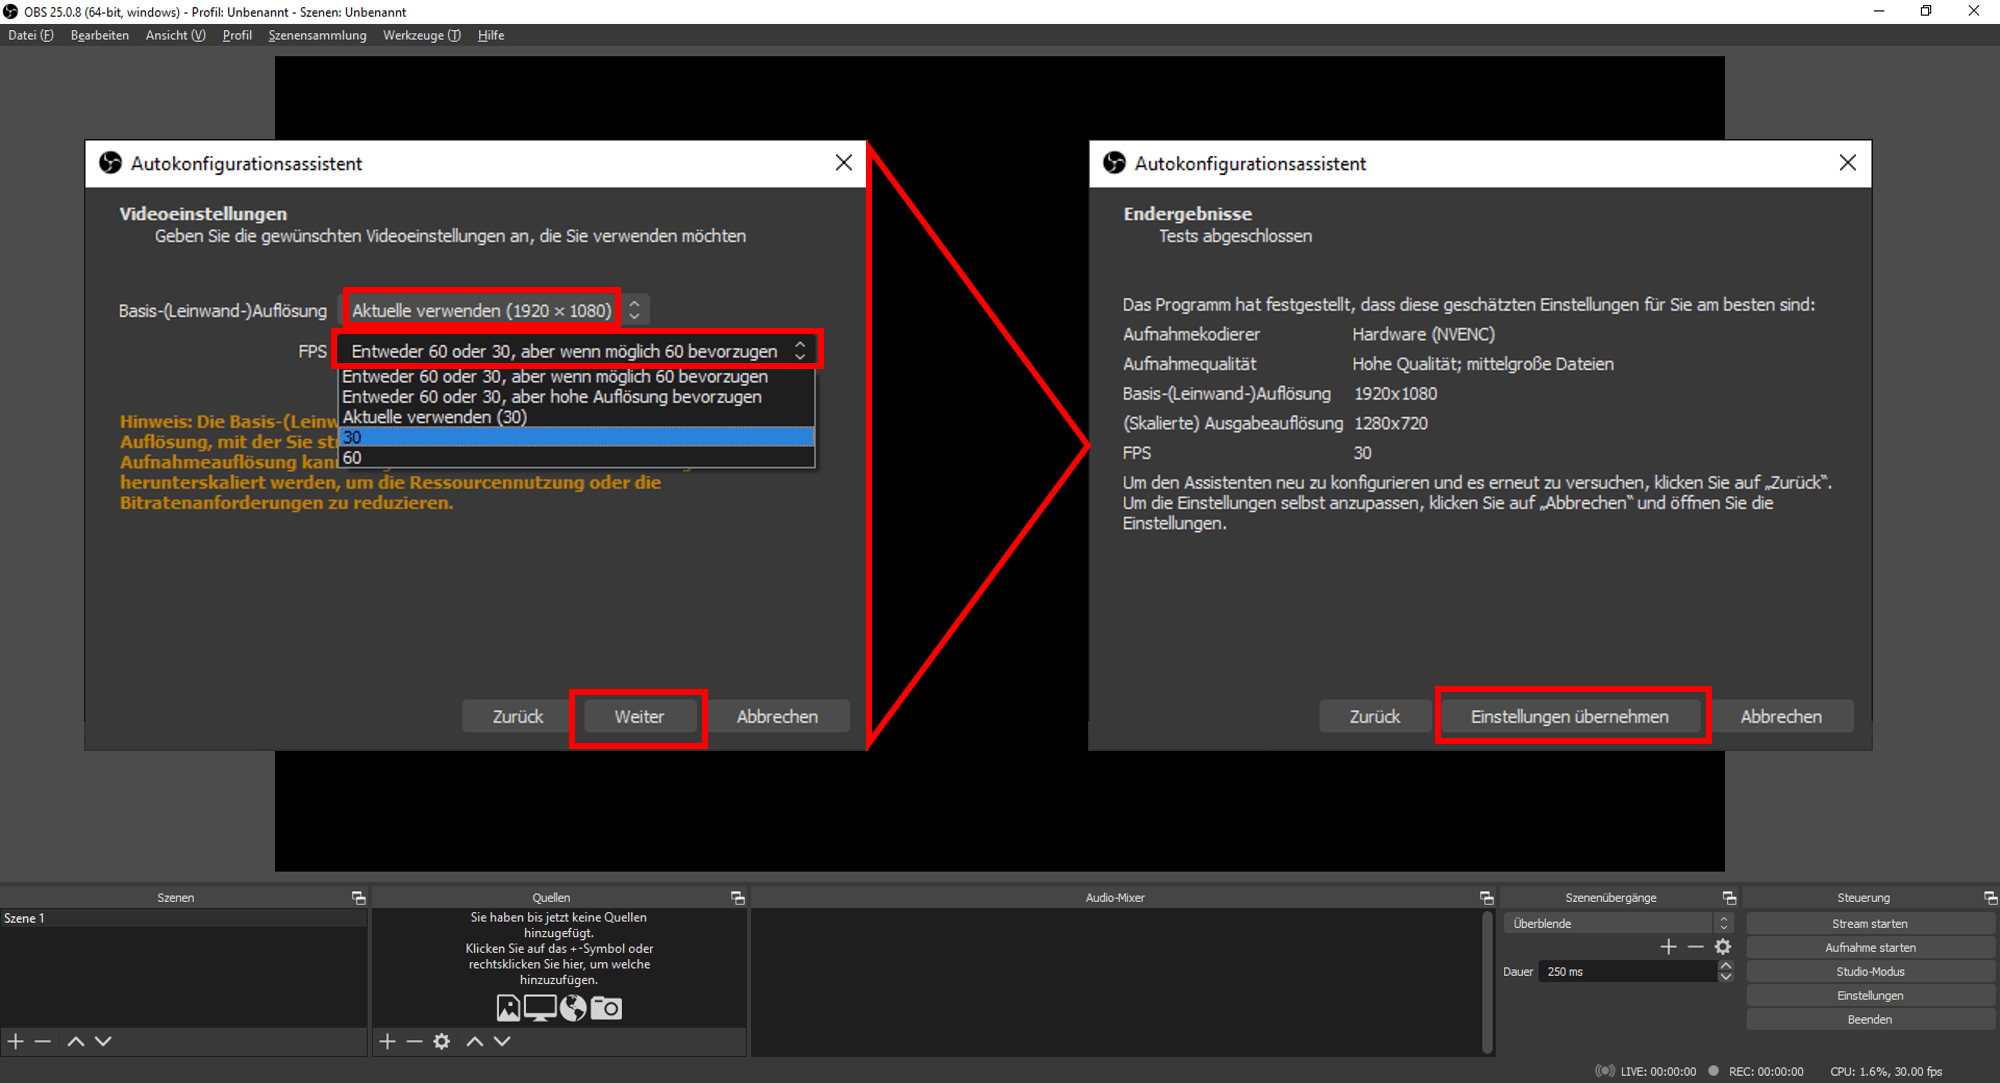 OBS 25.0.8 (64-bit, windows) - Profil: Unbenannt - Szenen: Unbenannt
Datei (F) Bearbeiten Ansicht (V) Profil Szenensammlung Werkzeuge (T) Hilfe
Autokonfigurationsassistent
Videoeinstellungen
Geben Sie die gewünschten Videoeinstellungen an, die Sie verwenden möchten
Basis-(Leinwand-)Auflösung Aktuelle verwenden (1920 × 1080)
FPS Entweder 60 oder 30, aber wenn möglich 60 bevorzugen
Entweder 60 oder 30, aber wenn möglich 60 bevorzugen
Entweder 60 oder 30, aber hohe Auflösung bevorzugen
Aktuelle verwenden (30)
30
60
Hinweis: Die Basis-(Leinw
Auflösung, mit der Sie st
Aufnahmeauflösung kan
herunterskaliert werden, um die Ressourcennutzung oder die
Bitratenanforderungen zu reduzieren.
Zurück Weiter Abbrechen
Autokonfigurationsassistent
Endergebnisse
Tests abgeschlossen
Das Programm hat festgestellt, dass diese geschätzten Einstellungen für Sie am besten sind:
Aufnahmekodierer Hardware (NVENC)
Aufnahmequalität Hohe Qualität; mittelgroße Dateien
Basis-(Leinwand-)Auflösung 1920x1080
(Skalierte) Ausgabeauflösung 1280x720
FPS 30
Um den Assistenten neu zu konfigurieren und es erneut zu versuchen, klicken Sie auf „Zurück“.
Um die Einstellungen selbst anzupassen, klicken Sie auf „Abbrechen“ und öffnen Sie die
Einstellungen.
Zurück Einstellungen übernehmen Abbrechen
Szenen
Szene 1
Quellen
Sie haben bis jetzt keine Quellen
hinzugefügt.
Klicken Sie auf das +-Symbol oder
rechtsklicken Sie hier, um welche
hinzuzufügen.
Audio-Mixer
Szenenübergänge
Überblende
Dauer 250 ms
Steuerung
Stream starten
Aufnahme starten
Studio-Modus
Einstellungen
Beenden
LIVE: 00:00:00 REC: 00:00:00 CPU: 1.6%, 30.00 fps